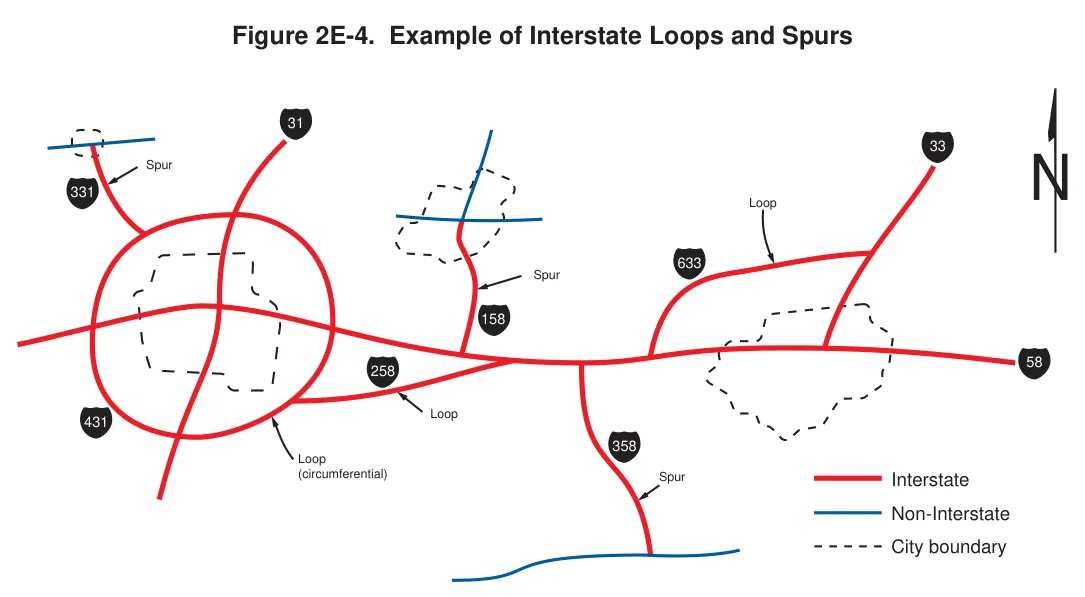 Figure 2E-4.  Example of Interstate Loops and Spurs
31
33
Spur
331
N
Loop
633
Spur
158
258
58
Loop
431
358
Loop
(circumferential)
Spur
Interstate
Non-Interstate
City boundary